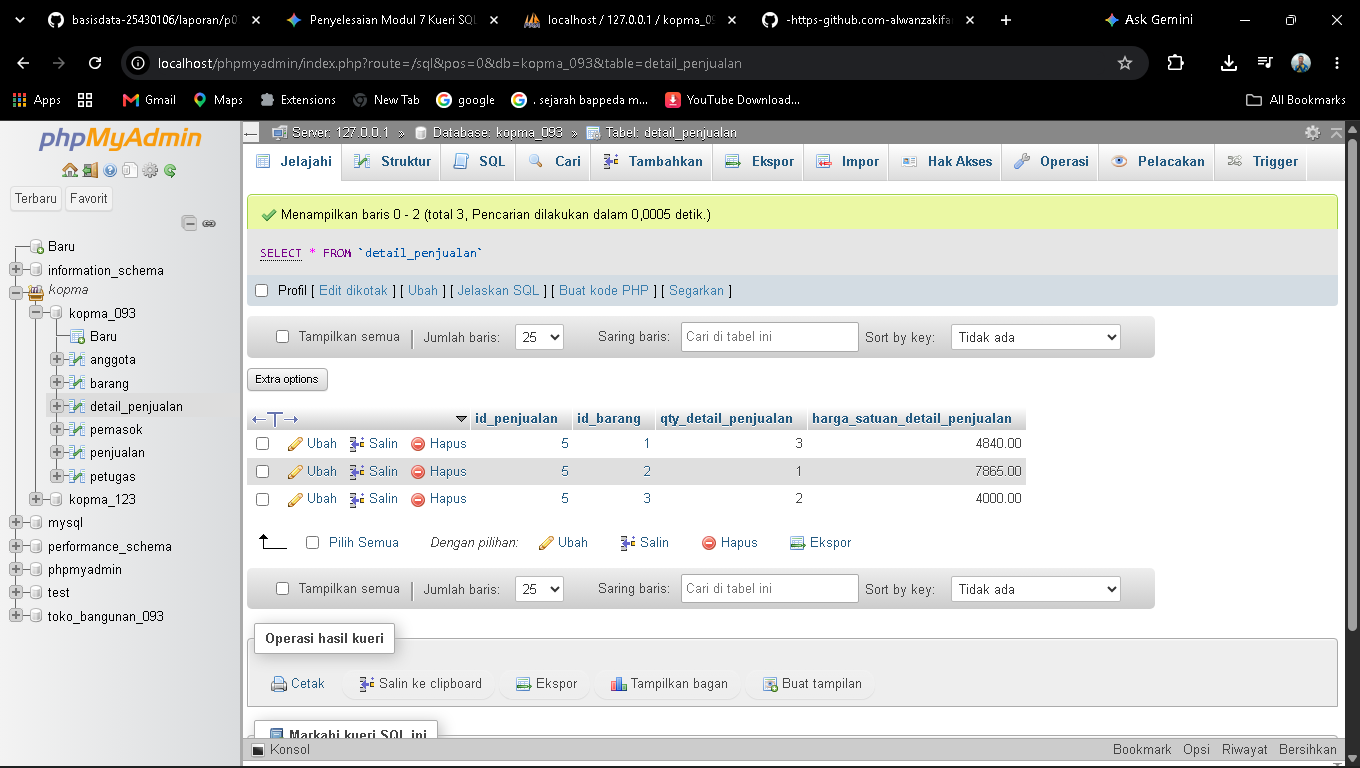 basisdata-25430106/laporan/p07
Penyelesaian Modul 7 Kueri SQL
localhost / 127.0.0.1 / kopma_09
-https-github.com-alwanzakifar
Ask Gemini
localhost/phpmyadmin/index.php?route=/sql&pos=0&db=kopma_093&table=detail_penjualan
Apps
Gmail
Maps
Extensions
New Tab
google
. sejarah bappeda m...
YouTube Download...
All Bookmarks
phpMyAdmin
Terbaru
Favorit
Baru
information_schema
kopma
kopma_093
Baru
anggota
barang
detail_penjualan
pemasok
penjualan
petugas
kopma_123
mysql
performance_schema
phpmyadmin
test
toko_bangunan_093
Server: 127.0.0.1 » Database: kopma_093 » Tabel: detail_penjualan
Jelajahi Struktur SQL Cari Tambahkan Ekspor Impor Hak Akses Operasi Pelacakan Trigger
Menampilkan baris 0 - 2 (total 3, Pencarian dilakukan dalam 0,0005 detik.)
SELECT * FROM `detail_penjualan`
Profil [ Edit dikotak ] [ Ubah ] [ Jelaskan SQL ] [ Buat kode PHP ] [ Segarkan ]
Tampilkan semua | Jumlah baris: 25 Saring baris: Cari di tabel ini Sort by key: Tidak ada
Extra options
id_penjualan id_barang qty_detail_penjualan harga_satuan_detail_penjualan
Ubah Salin Hapus 5 1 3 4840.00
Ubah Salin Hapus 5 2 1 7865.00
Ubah Salin Hapus 5 3 2 4000.00
Pilih Semua Dengan pilihan: Ubah Salin Hapus Ekspor
Tampilkan semua | Jumlah baris: 25 Saring baris: Cari di tabel ini Sort by key: Tidak ada
Operasi hasil kueri
Cetak Salin ke clipboard Ekspor Tampilkan bagan Buat tampilan
Markahi kueri SQL ini
Konsol
Bookmark Opsi Riwayat Bersihkan